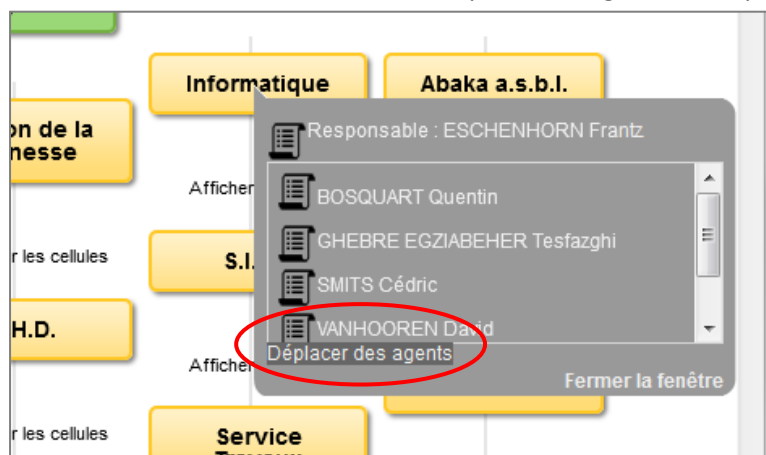 Informatique
Abaka a.s.b.l.
on de la
nesse
Responsable : ESCHENHORN Frantz
Afficher
BOSQUART Quentin
GHEBRE EGZIABEHER Tesfazghi
r les cellules
S.I.
SMITS Cédric
H.D.
VANHOOREN David
Déplacer des agents
Afficher
Fermer la fenêtre
r les cellules
Service